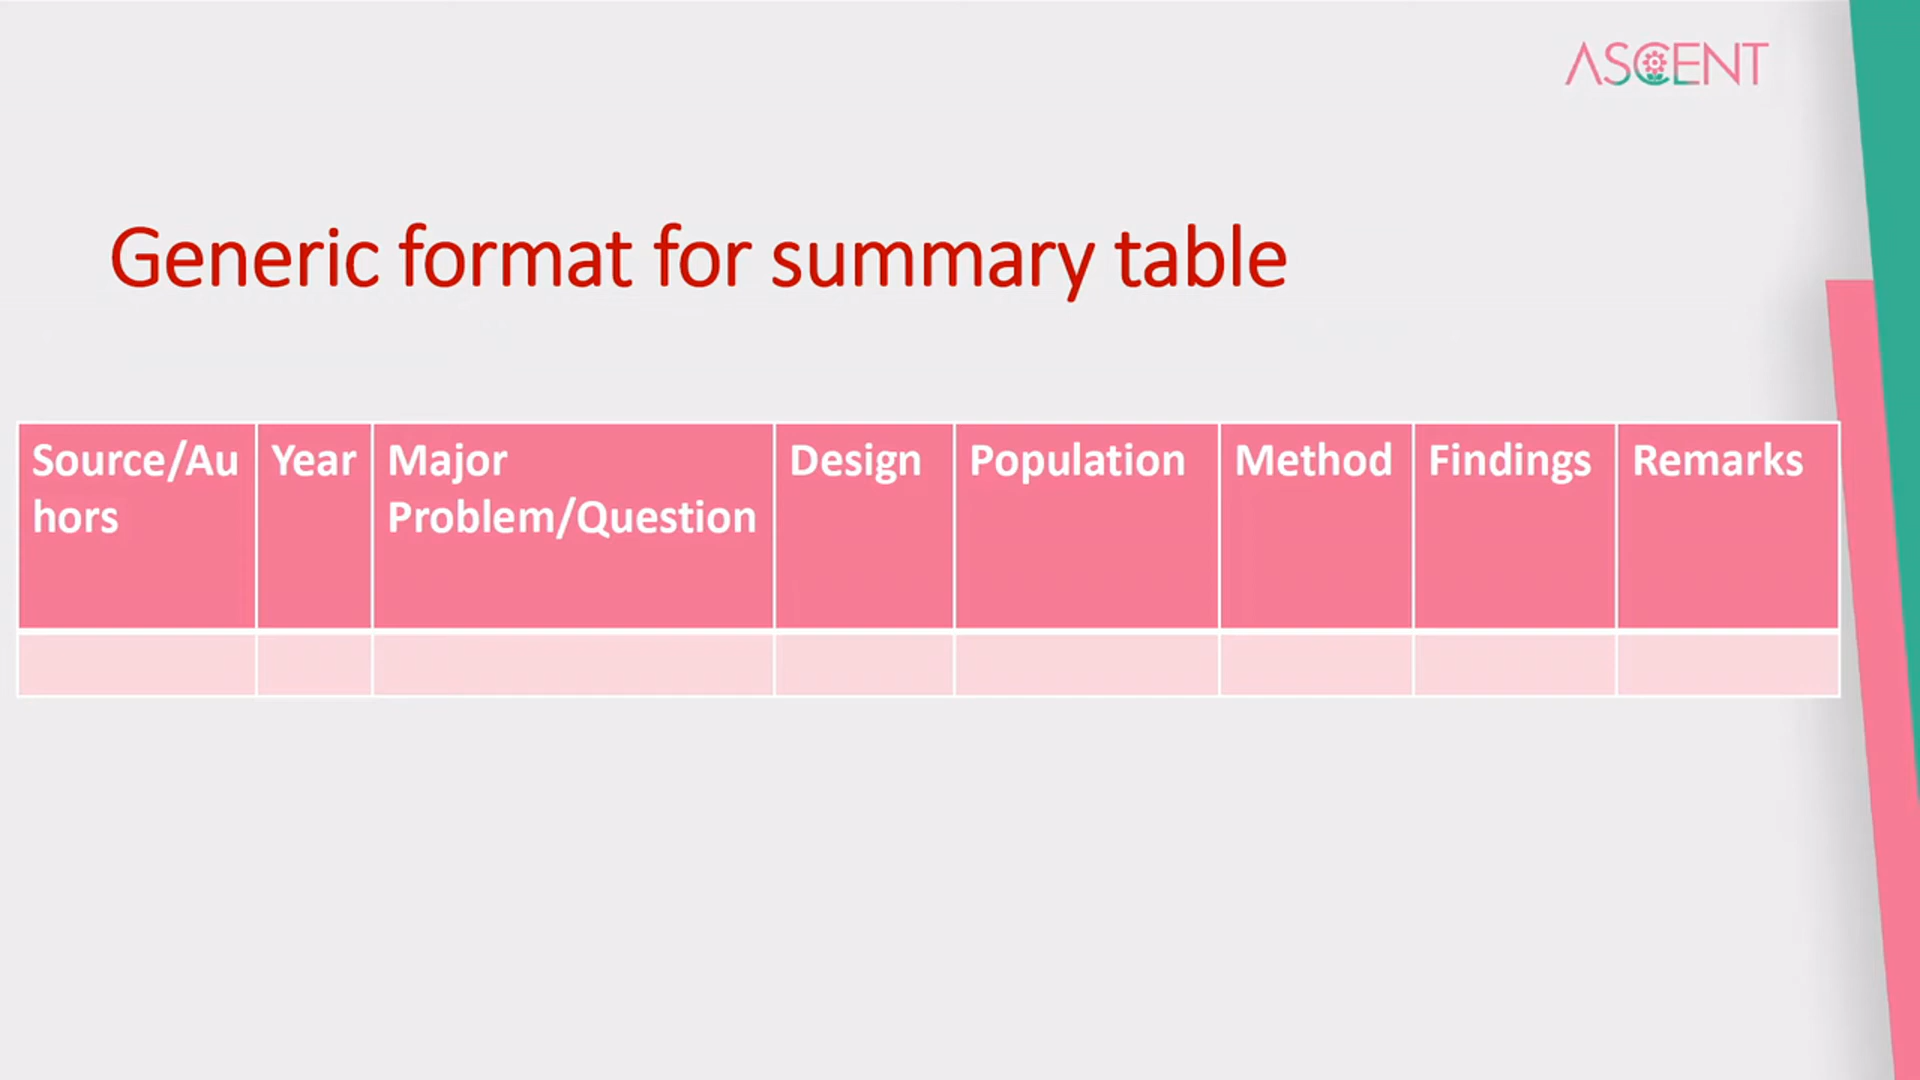 ASCENT
Generic format for summary table
Source/Au Year Major Design Population Method Findings Remarks
hors Problem/Question